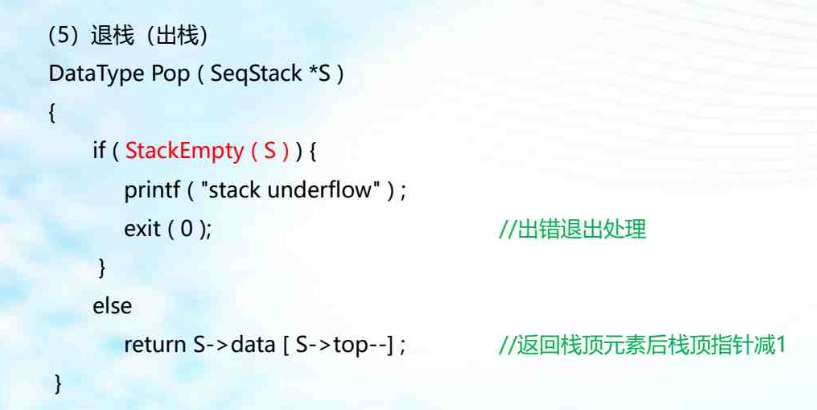 （5）退栈（出栈）
DataType Pop ( SeqStack *S )
{
if ( StackEmpty ( S ) ) {
printf ( "stack underflow" ) ;
exit ( 0 ); //出错退出处理
}
else
return S->data [ S->top--] ; //返回栈顶元素后栈顶指针减1
}